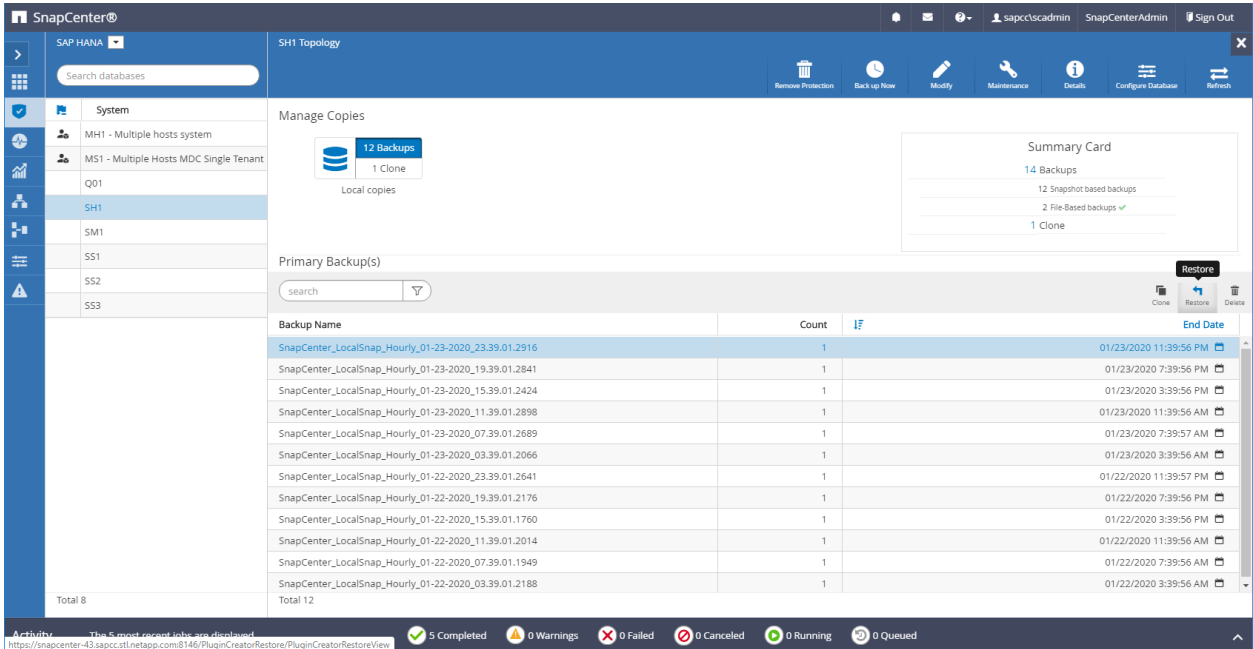 SnapCenter®
sapcc\scadmin SnapCenterAdmin Sign Out
SAP HANA
Search databases
System
MH1 - Multiple hosts system
MS1 - Multiple Hosts MDC Single Tenant
Q01
SH1
SM1
SS1
SS2
SS3
Total 8
SH1 Topology
Remove Protection Back up Now Modify Maintenance Details Configure Database Refresh
Manage Copies
12 Backups
1 Clone
Local copies
Summary Card
14 Backups
12 Snapshot based backups
2 File-Based backups
1 Clone
Primary Backup(s)
Restore
search
Clone Restore Delete
Backup Name Count End Date
SnapCenter_LocalSnap_Hourly_01-23-2020_23.39.01.2916 1 01/23/2020 11:39:56 PM
SnapCenter_LocalSnap_Hourly_01-23-2020_19.39.01.2841 1 01/23/2020 7:39:56 PM
SnapCenter_LocalSnap_Hourly_01-23-2020_15.39.01.2424 1 01/23/2020 3:39:56 PM
SnapCenter_LocalSnap_Hourly_01-23-2020_11.39.01.2898 1 01/23/2020 11:39:56 AM
SnapCenter_LocalSnap_Hourly_01-23-2020_07.39.01.2689 1 01/23/2020 7:39:57 AM
SnapCenter_LocalSnap_Hourly_01-23-2020_03.39.01.2066 1 01/23/2020 3:39:56 AM
SnapCenter_LocalSnap_Hourly_01-22-2020_23.39.01.2641 1 01/22/2020 11:39:57 PM
SnapCenter_LocalSnap_Hourly_01-22-2020_19.39.01.2176 1 01/22/2020 7:39:56 PM
SnapCenter_LocalSnap_Hourly_01-22-2020_15.39.01.1760 1 01/22/2020 3:39:56 PM
SnapCenter_LocalSnap_Hourly_01-22-2020_11.39.01.2014 1 01/22/2020 11:39:56 AM
SnapCenter_LocalSnap_Hourly_01-22-2020_07.39.01.1949 1 01/22/2020 7:39:56 AM
SnapCenter_LocalSnap_Hourly_01-22-2020_03.39.01.2188 1 01/22/2020 3:39:56 AM
Total 12
Activity The 5 most recent jobs are displayed 5 Completed 0 Warnings 0 Failed 0 Canceled 0 Running 0 Queued
https://snapcenter-43.sapcc.stl.netapp.com:8146/PluginCreatorRestore/PluginCreatorRestoreView